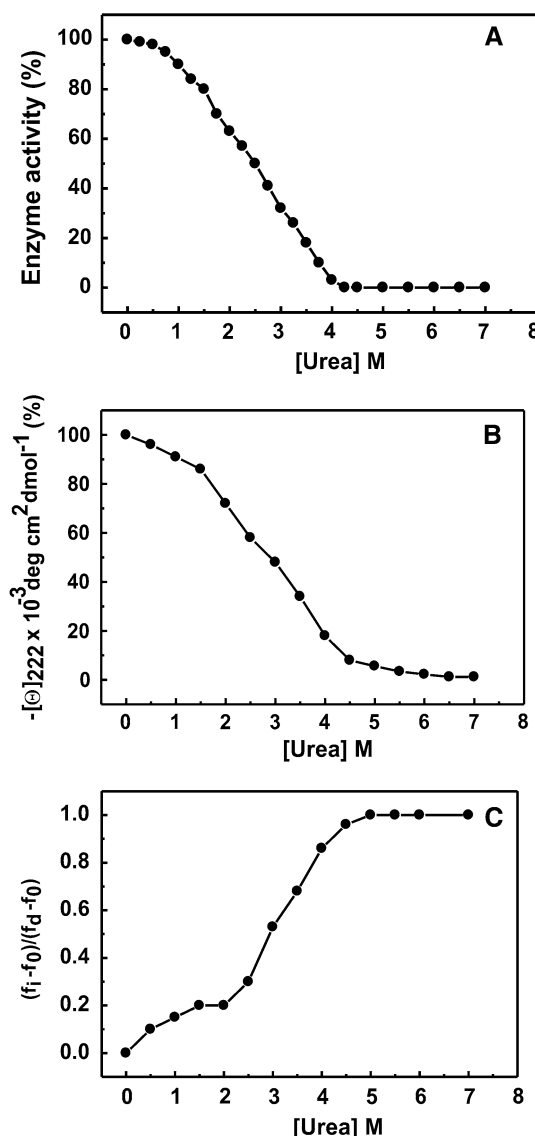 A
Enzyme activity (%)
100
80
60
40
20
0
0 1 2 3 4 5 6 7 8
[Urea] M
B
-[Θ]222 x 10-3deg cm2dmol-1 (%)
100
80
60
40
20
0
0 1 2 3 4 5 6 7 8
[Urea] M
C
(fi-f0)/(fd-f0)
1.0
0.8
0.6
0.4
0.2
0.0
0 1 2 3 4 5 6 7 8
[Urea] M